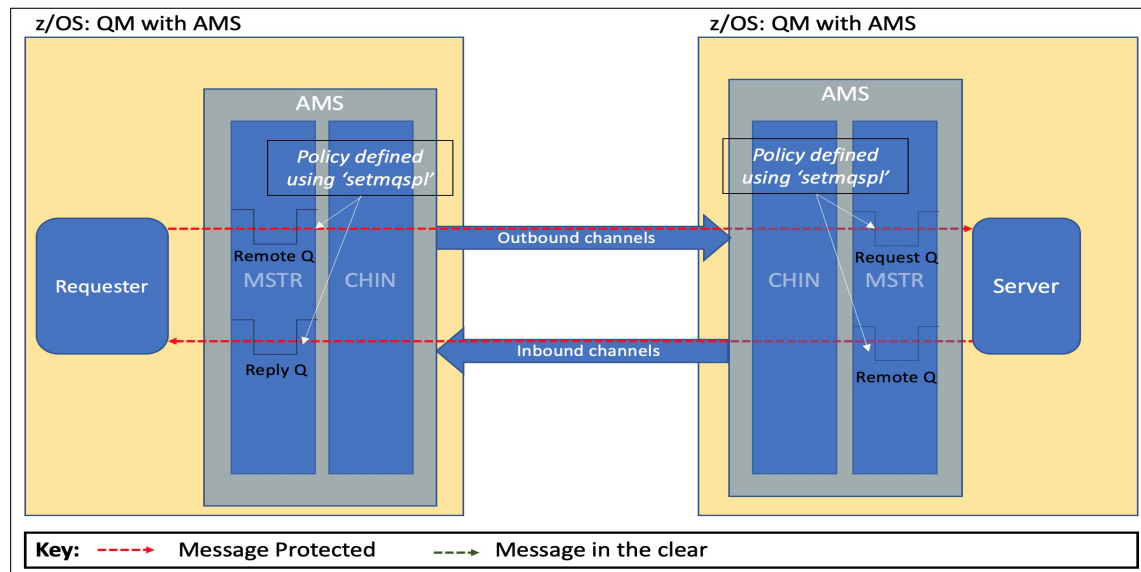 z/OS: QM with AMS
z/OS: QM with AMS
AMS
AMS
Policy defined
using ‘setmqspl’
Policy defined
using ‘setmqspl’
Outbound channels
Remote Q
Request Q
MSTR
CHIN
CHIN
MSTR
Requester
Server
Inbound channels
Reply Q
Remote Q
Key:
Message Protected
Message in the clear